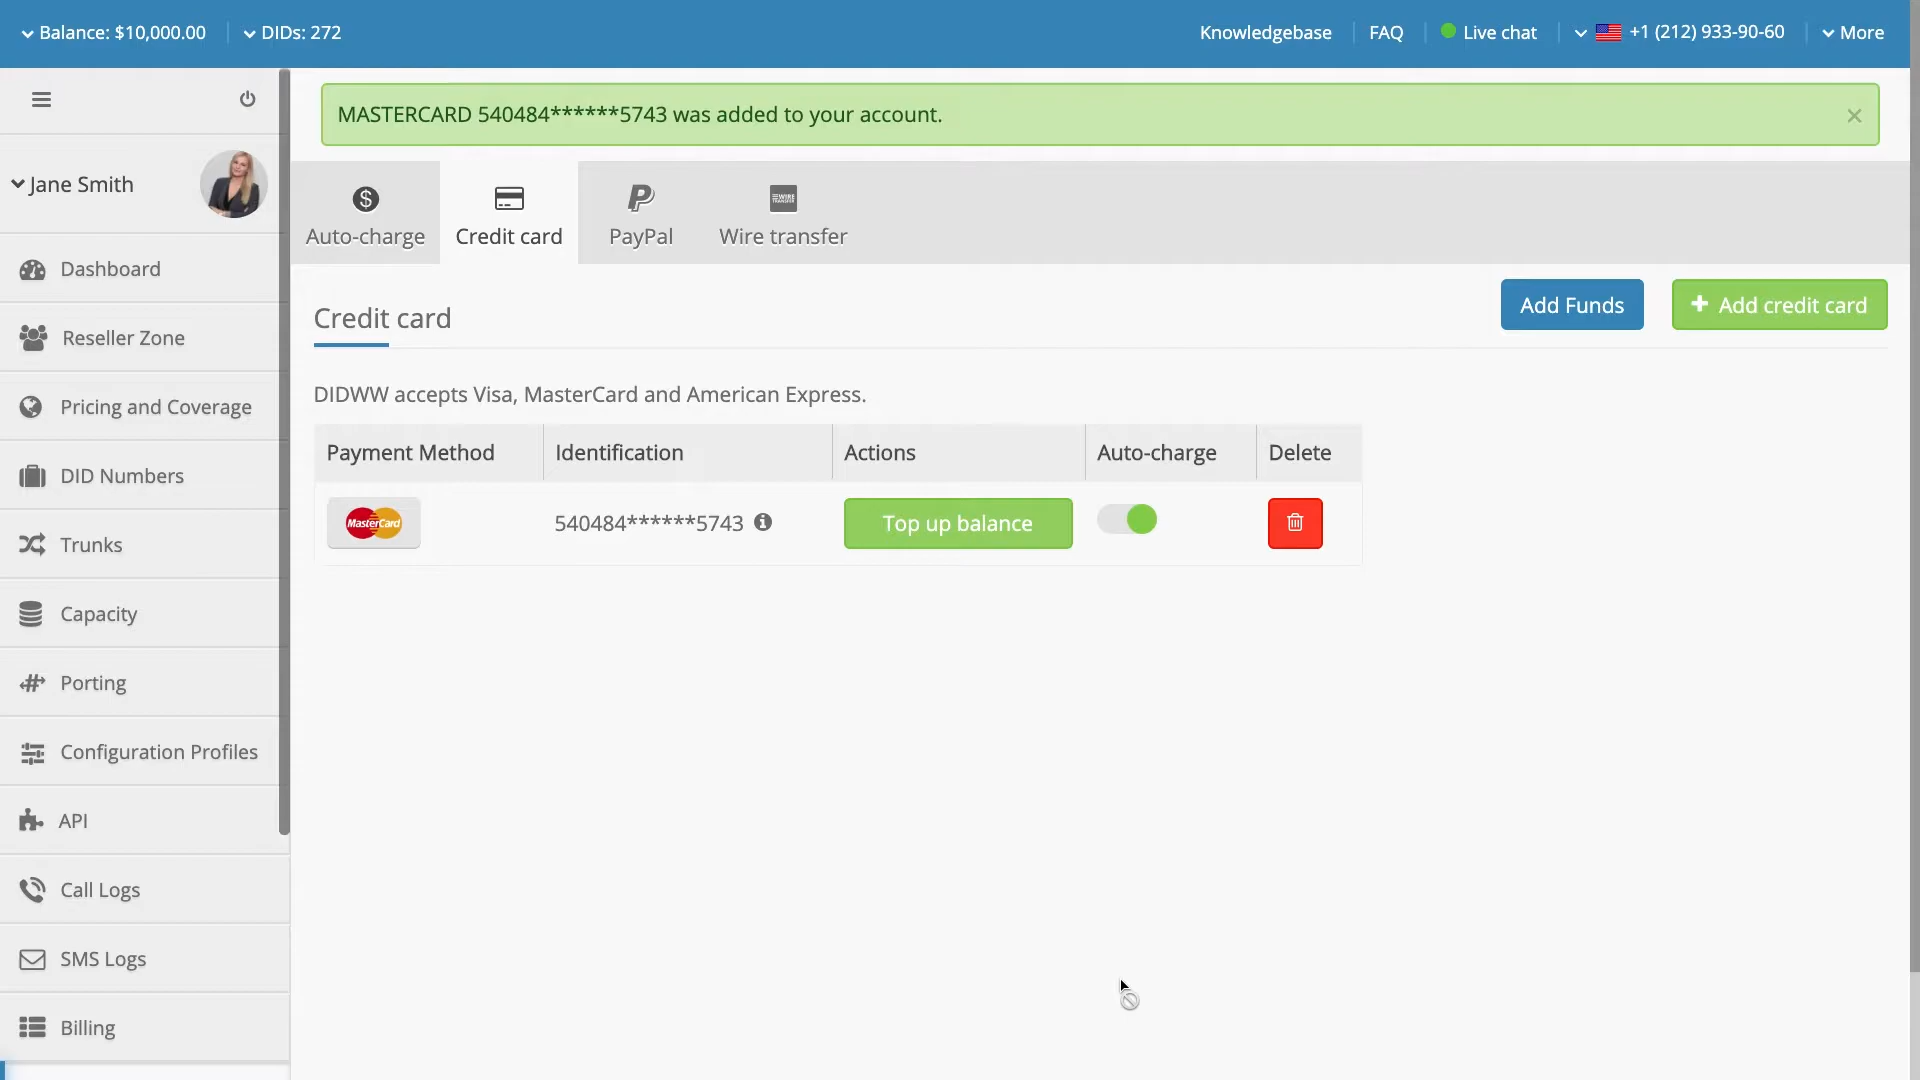 Balance: $10,000.00
DIDs: 272
Knowledgebase
FAQ
Live chat
+1 (212) 933-90-60
More
MASTERCARD 540484******5743 was added to your account.
Jane Smith
Auto-charge
Credit card
PayPal
WIRE TRANSFER
Wire transfer
Dashboard
Reseller Zone
Pricing and Coverage
DID Numbers
Trunks
Capacity
Porting
Configuration Profiles
API
Call Logs
SMS Logs
Billing
Credit card
Add Funds
Add credit card
DIDWW accepts Visa, MasterCard and American Express.
Payment Method Identification Actions Auto-charge Delete
MasterCard 540484******5743 Top up balance